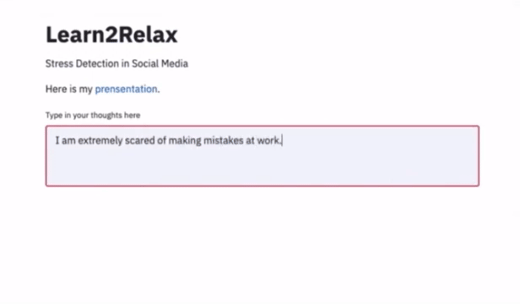 Learn2Relax
Stress Detection in Social Media
Here is my prensentation.
Type in your thoughts here
I am extremely scared of making mistakes at work.